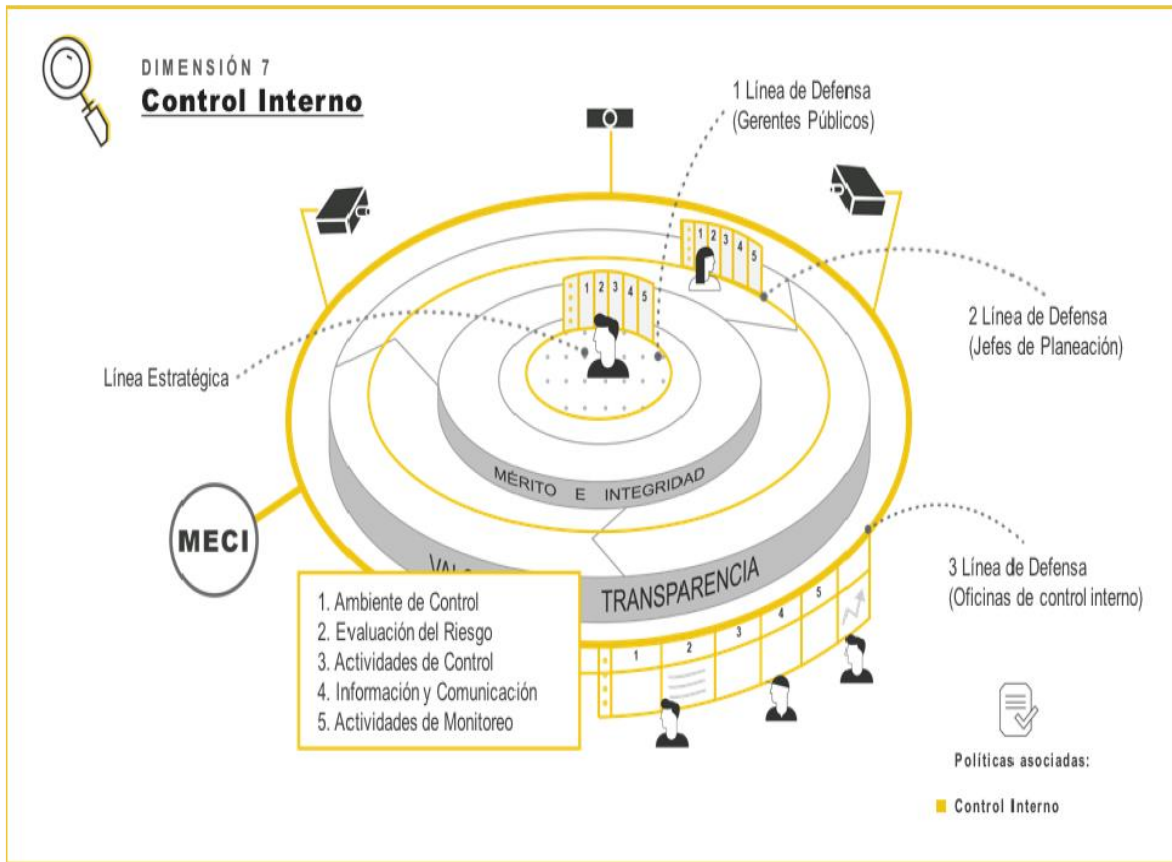 DIMENSIÓN 7
Control Interno
1 Línea de Defensa
(Gerentes Públicos)
1 2 3 4 5
1 2 3 4 5
2 Línea de Defensa
(Jefes de Planeación)
Línea Estratégica
MÉRITO E INTEGRIDAD
MECI
TRANSPARENCIA
3 Línea de Defensa
(Oficinas de control interno)
1. Ambiente de Control
2. Evaluación del Riesgo
3. Actividades de Control
4. Información y Comunicación
5. Actividades de Monitoreo
1 2 3 4 5
Políticas asociadas:
Control Interno